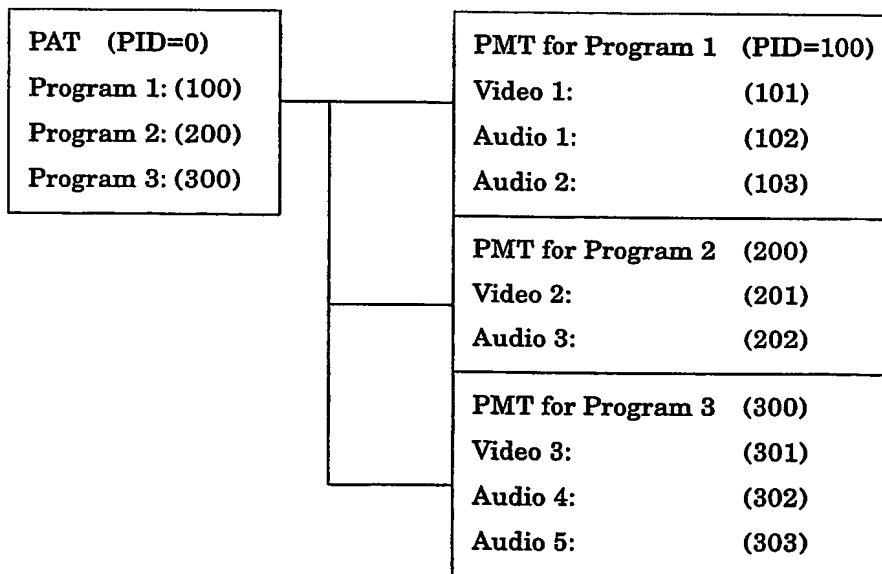 PAT (PID=0)
Program 1: (100)
Program 2: (200)
Program 3: (300)
PMT for Program 1 (PID=100)
Video 1: (101)
Audio 1: (102)
Audio 2: (103)
PMT for Program 2 (200)
Video 2: (201)
Audio 3: (202)
PMT for Program 3 (300)
Video 3: (301)
Audio 4: (302)
Audio 5: (303)